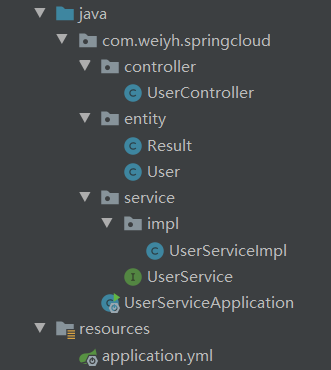 java
com.weiyh.springcloud
controller
C UserController
entity
C Result
C User
service
impl
C UserServiceImpl
I UserService
C UserServiceApplication
resources
application.yml